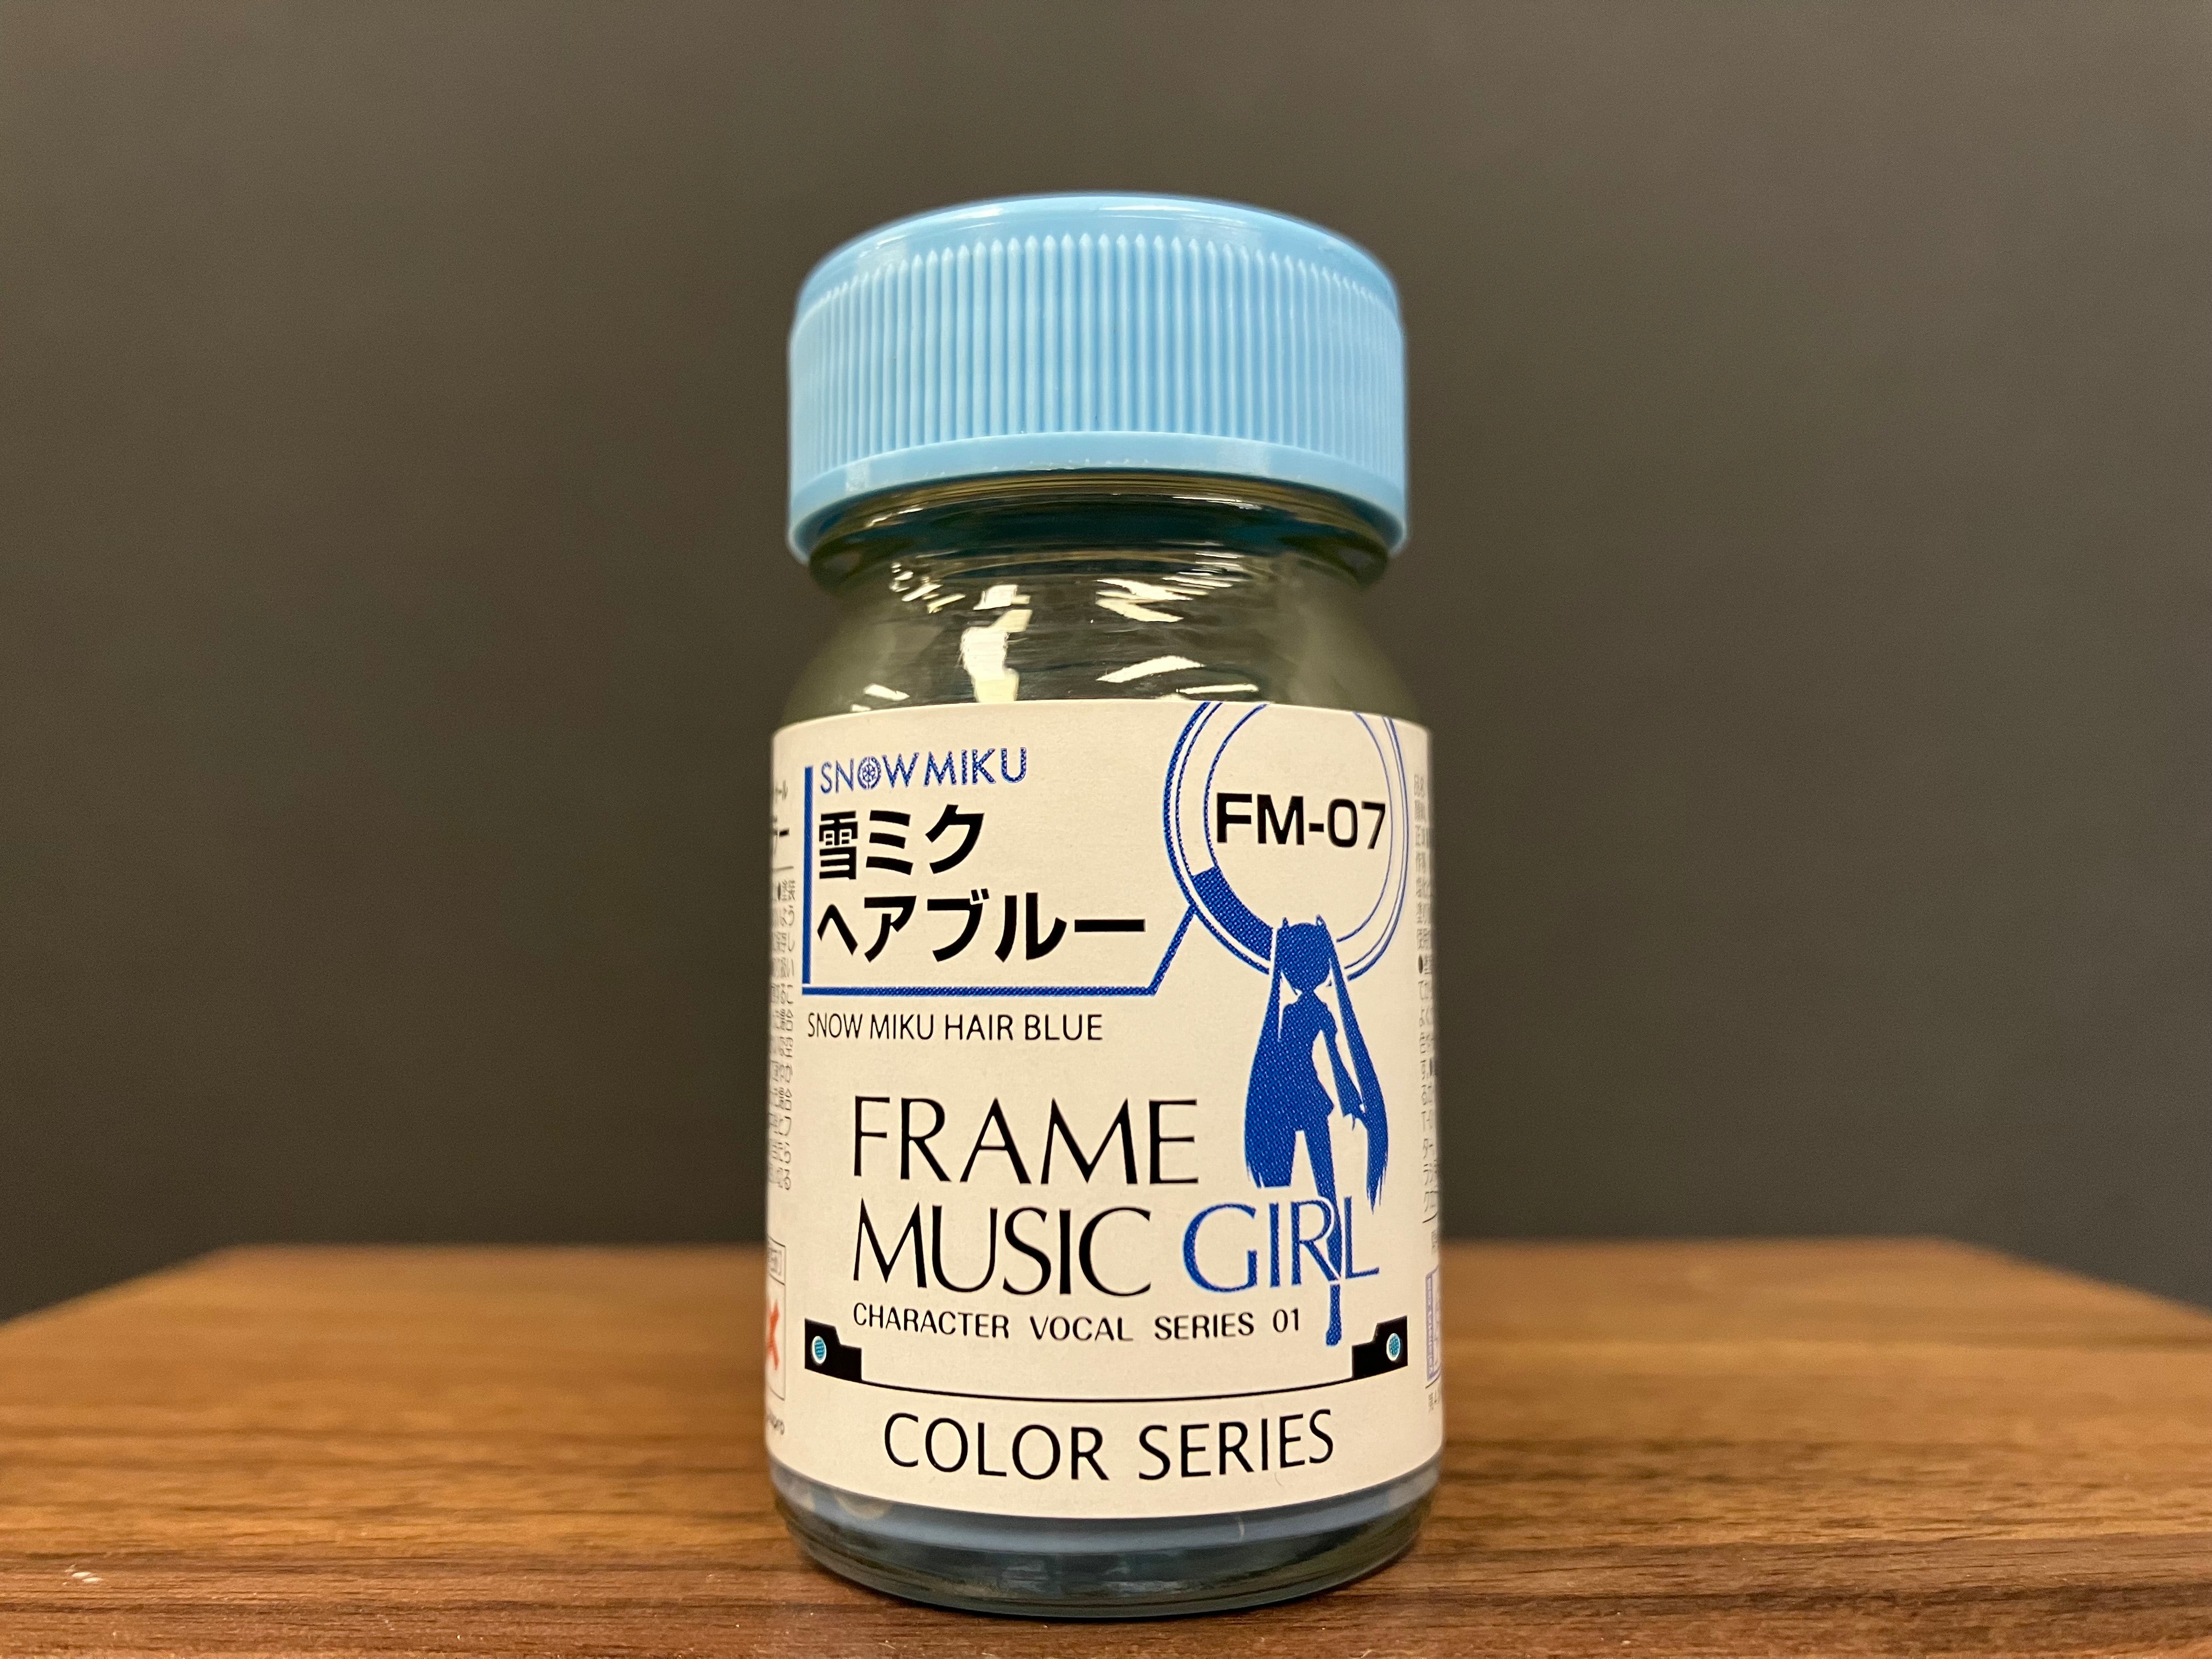 SNOW MIKU
雪ミク
ヘアブルー
FM-07
SNOW MIKU HAIR BLUE
FRAME
MUSIC GIRL
CHARACTER VOCAL SERIES 01
COLOR SERIES